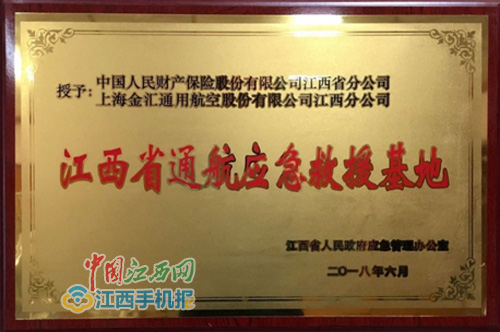 授予:
中国人民财产保险股份有限公司江西省分公司
上海金汇通用航空股份有限公司江西分公司
江西省通航应急救援基地
江西省人民政府应急管理办公室
二〇一八年六月
中国江西网
江西手机报